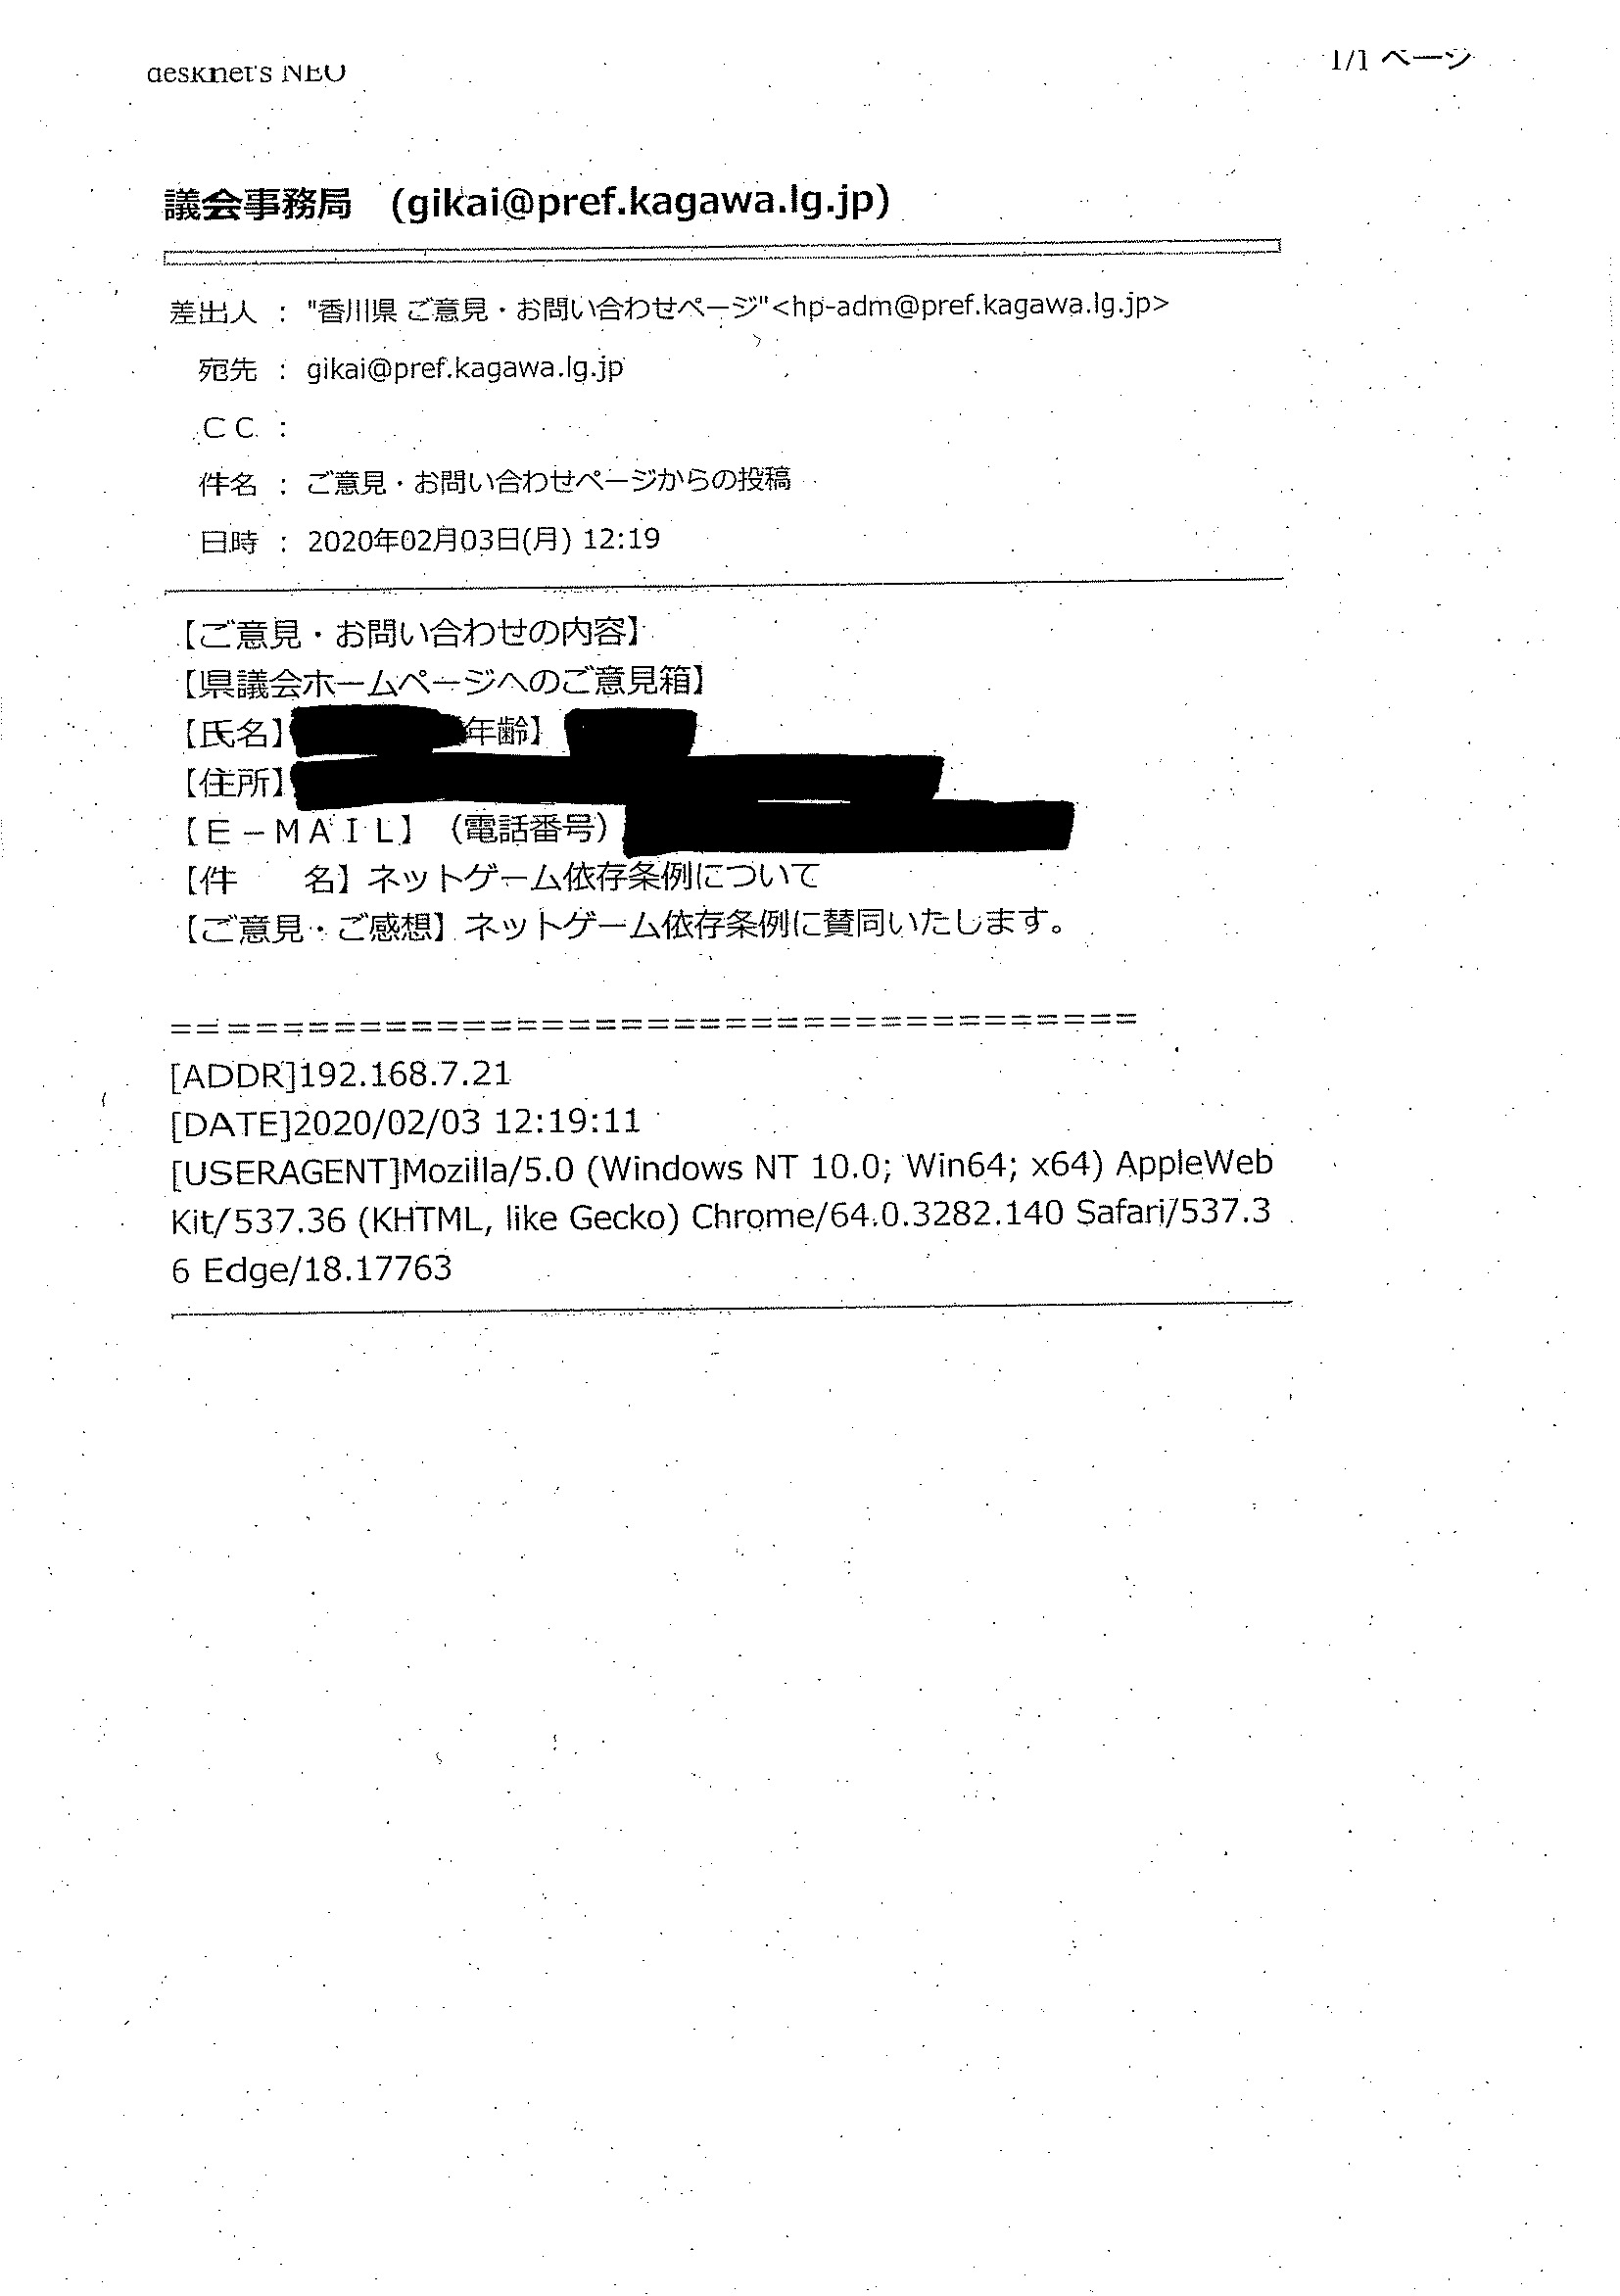 desknet's NEO
1/1 ページ
議会事務局　(gikai@pref.kagawa.lg.jp)
差出人 ： "香川県 ご意見・お問い合わせページ"<hp-adm@pref.kagawa.lg.jp>
宛先 ： gikai@pref.kagawa.lg.jp
ＣＣ ：
件名 ： ご意見・お問い合わせページからの投稿
日時 ： 2020年02月03日(月) 12:19
【ご意見・お問い合わせの内容】
【県議会ホームページへのご意見箱】
【氏名】 年齢】
【住所】
【Ｅ－ＭＡＩＬ】（電話番号）
【件　　名】ネットゲーム依存条例について
【ご意見・ご感想】ネットゲーム依存条例に賛同いたします。
=====================================
[ADDR]192.168.7.21
[DATE]2020/02/03 12:19:11
[USERAGENT]Mozilla/5.0 (Windows NT 10.0; Win64; x64) AppleWeb
Kit/537.36 (KHTML, like Gecko) Chrome/64.0.3282.140 Safari/537.3
6 Edge/18.17763